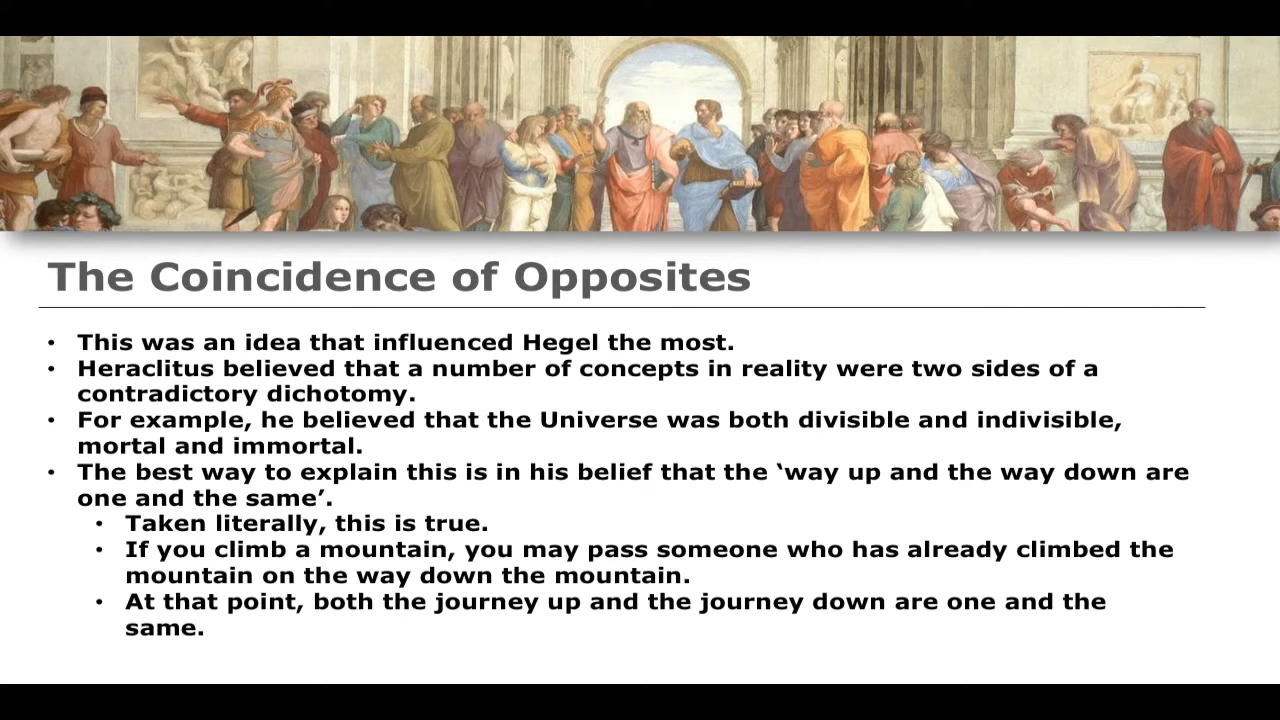 The Coincidence of Opposites
• This was an idea that influenced Hegel the most.
• Heraclitus believed that a number of concepts in reality were two sides of a
contradictory dichotomy.
• For example, he believed that the Universe was both divisible and indivisible,
mortal and immortal.
• The best way to explain this is in his belief that the ‘way up and the way down are
one and the same’.
• Taken literally, this is true.
• If you climb a mountain, you may pass someone who has already climbed the
mountain on the way down the mountain.
• At that point, both the journey up and the journey down are one and the
same.